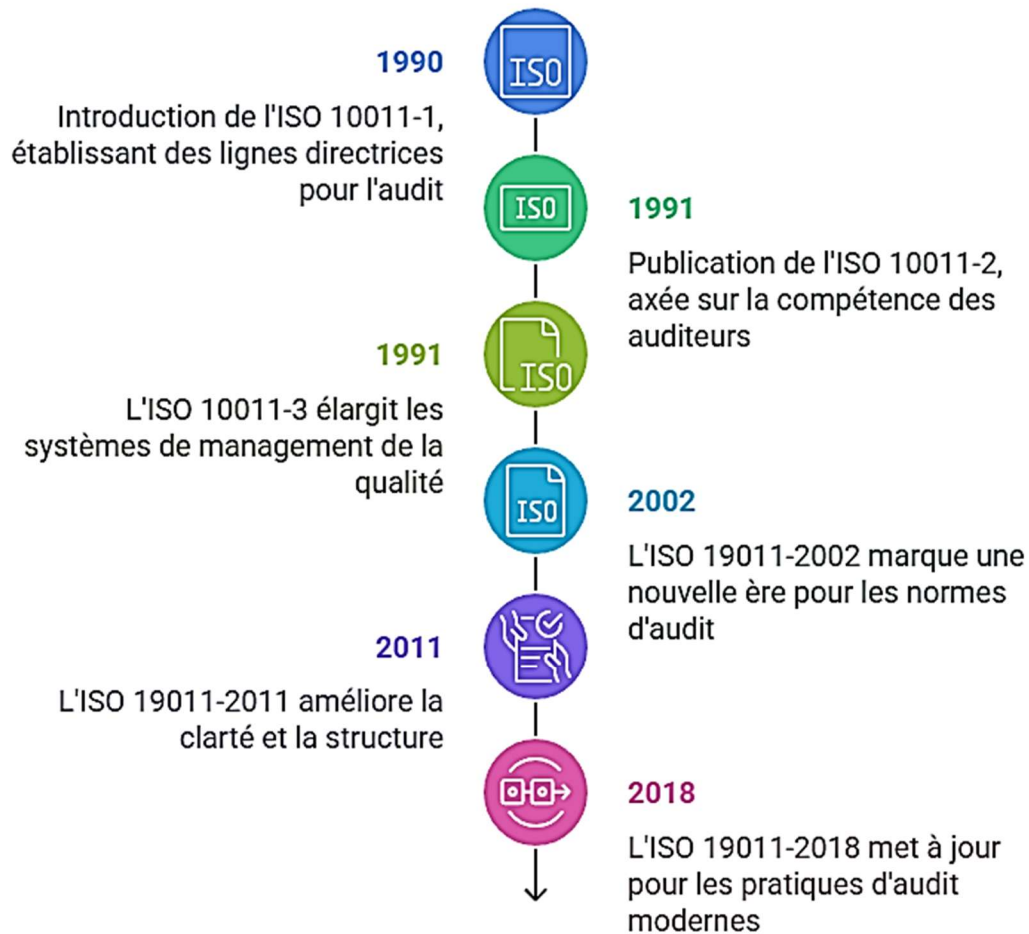 ISO
1990
Introduction de l'ISO 10011-1,
établissant des lignes directrices
pour l'audit
ISO
1991
Publication de l'ISO 10011-2,
axée sur la compétence des
auditeurs
ISO
1991
L'ISO 10011-3 élargit les
systèmes de management de la
qualité
ISO
2002
L'ISO 19011-2002 marque une
nouvelle ère pour les normes
d'audit
2011
L'ISO 19011-2011 améliore la
clarté et la structure
2018
L'ISO 19011-2018 met à jour
pour les pratiques d'audit
modernes